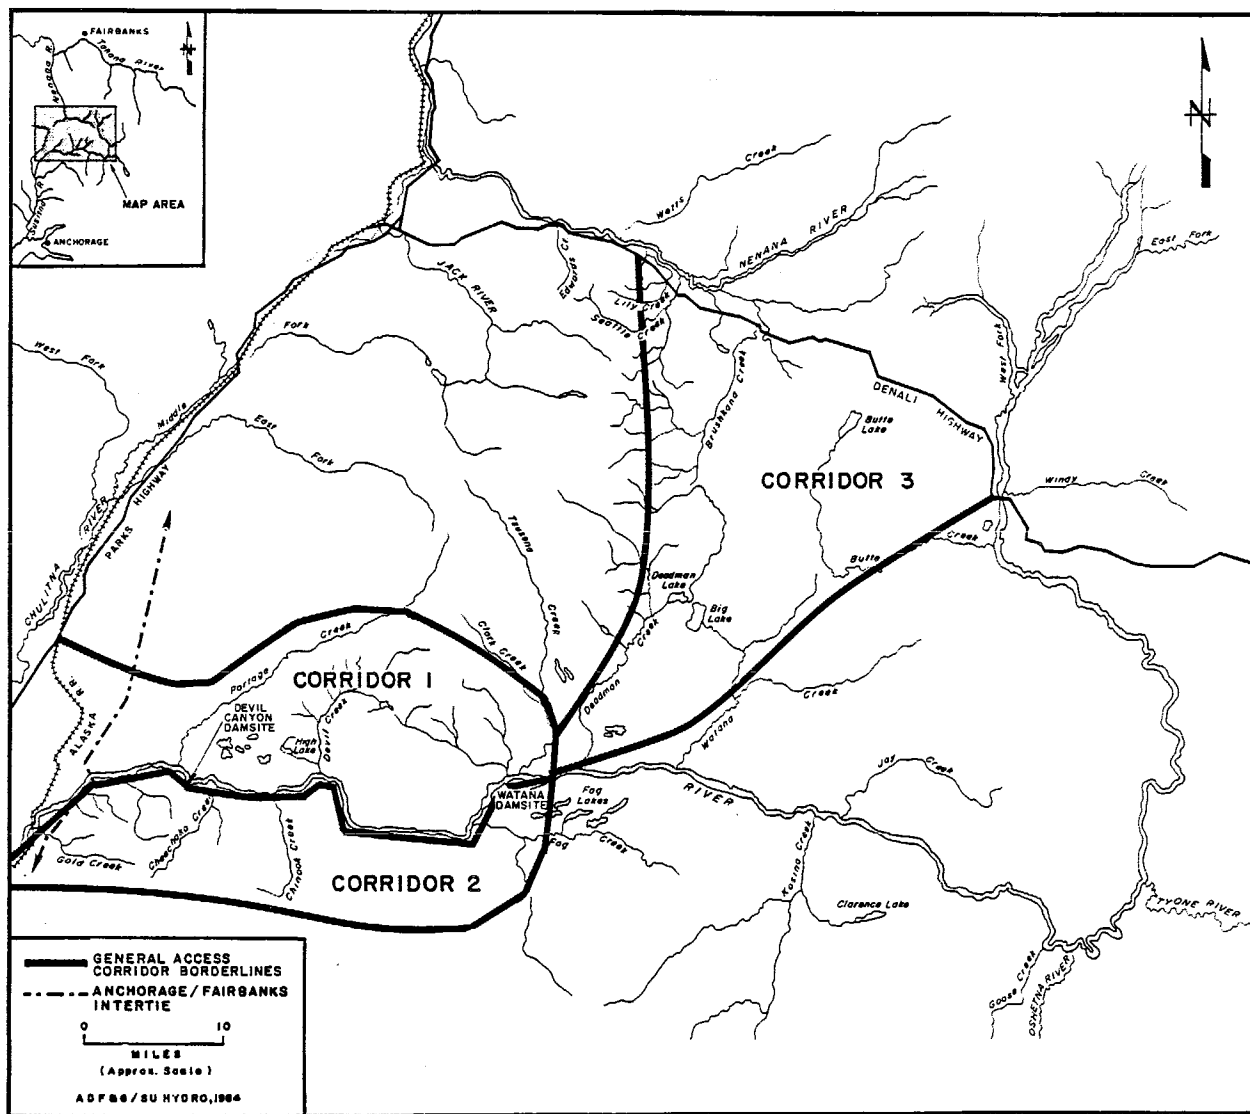 FAIRBANKS
Tanana River
Nenana R.
N
MAP AREA
Susitna R.
ANCHORAGE
N
Watts Creek
NENANA RIVER
East Fork
West Fork
JACK RIVER
Edwards Cr.
Lily Creek
Seattle Creek
Brushkana Creek
DENALI HIGHWAY
Butte
Lake
CORRIDOR 3
Windy Creek
West Fork
Middle Fork
East Fork
CHULITNA RIVER
PARKS HIGHWAY
Tsusena Creek
Butte Creek
Deadman
Lake
Big
Lake
Deadman Creek
Clark Creek
Portage Creek
CORRIDOR 1
Watana Creek
ALASKA R.R.
DEVIL
CANYON
DAMSITE
High
Lake
Devil Creek
WATANA
DAMSITE
Fog
Lakes
RIVER
Jay Creek
Fog Creek
Gold Creek
Cheechako Creek
Chinook Creek
CORRIDOR 2
Kosina Creek
Clarence Lake
TYONE RIVER
Goose Creek
OSHETNA RIVER
GENERAL ACCESS
CORRIDOR BORDERLINES
ANCHORAGE/FAIRBANKS
INTERTIE
0 10
MILES
(Approx. Scale)
ADF&G/SU HYDRO, 1984